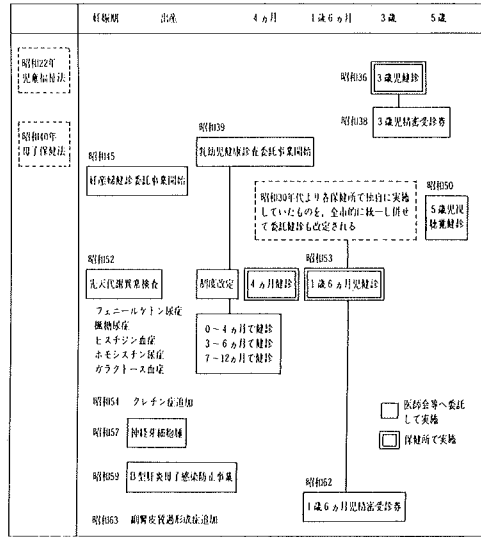 妊娠期 出産 4ヵ月 1歳6ヵ月 3歳 5歳
昭和22年
児童福祉法
昭和36
3歳児健診
昭和38 3歳児精密受診券
昭和40年
母子保健法
昭和39
乳幼児健康診査委託事業開始
昭和45
妊産婦健診委託事業開始
昭和30年代より各保健所で独自に実施
していたものを，全市的に統一し併せ
て委託健診も改定される
昭和50
5歳児視
聴覚健診
昭和52
先天代謝異常検査
制度改定
4ヵ月健診
昭和53
1歳6ヵ月児健診
フェニールケトン尿症
楓糖尿症
ヒスチジン血症
ホモシスチン尿症
ガラクトース血症
0～4ヵ月で健診
3～6ヵ月で健診
7～12ヵ月で健診
昭和54 クレチン症追加
昭和57 神経芽細胞腫
昭和59 B型肝炎母子感染防止事業
昭和62
1歳6ヵ月児精密受診券
昭和63 副腎皮質過形成症追加
医師会等へ委託
して実施
保健所で実施